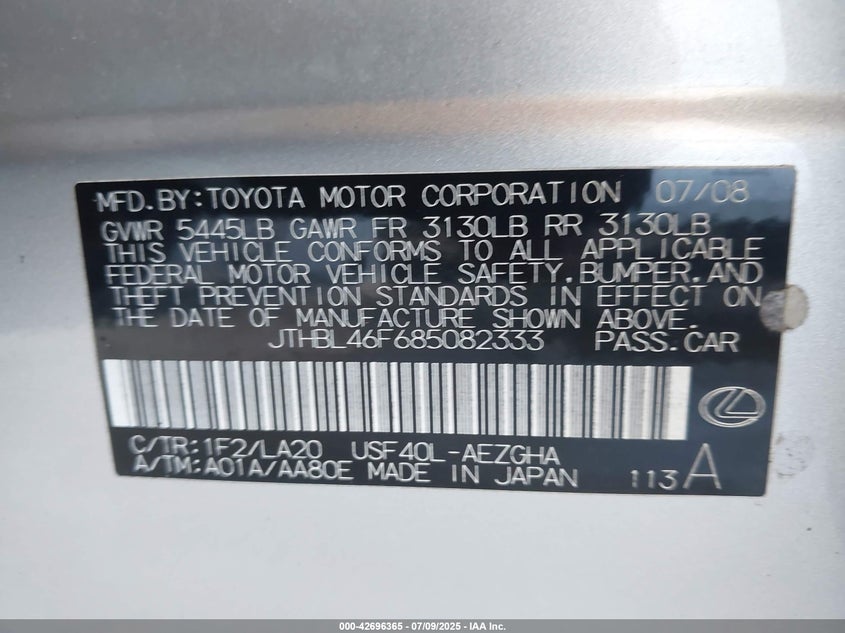 MFD. BY: TOYOTA MOTOR CORPORATION 07/08
GVWR 5445LB GAWR FR 3130LB RR 3130LB
THIS VEHICLE CONFORMS TO ALL APPLICABLE
FEDERAL MOTOR VEHICLE SAFETY, BUMPER, AND
THEFT PREVENTION STANDARDS IN EFFECT ON
THE DATE OF MANUFACTURE SHOWN ABOVE.
JTHBL46F685082333 PASS. CAR
C/TR: 1F2/LA20 USF40L-AEZGHA
A/TM: A01A/AA80E MADE IN JAPAN 113 A
000-42696365 - 07/09/2025 - IAA Inc.